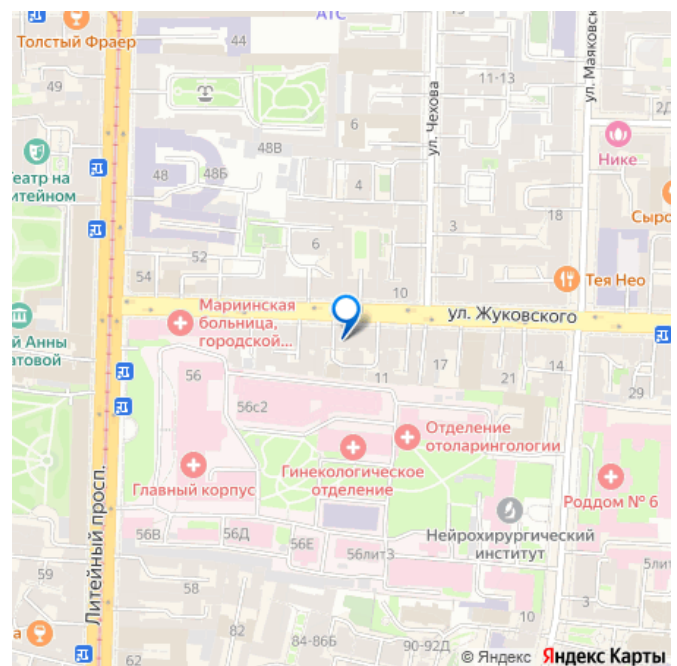 АТС
Толстый Фраер
44
49
11-13
ул. Маяковск
2Д
ул. Чехова
6
Нике
48В
48
48Б
4
Театр на
Литейном
Сыро
3
18
52
6
54
10
Тея Нео
ул. Жуковского
Мариинская
больница,
городской...
й Анны
атовой
56
11
17
21
14
29
56с2
Отделение
отоларингологии
Гинекологическое
отделение
Главный корпус
Роддом № 6
Нейрохирургический
институт
56В
56Д
56Е
56лит3
Литейный просп.
5ли
59
58
3
а
62
82
84-86Б
90-92Д
© Яндекс Яндекс Карты